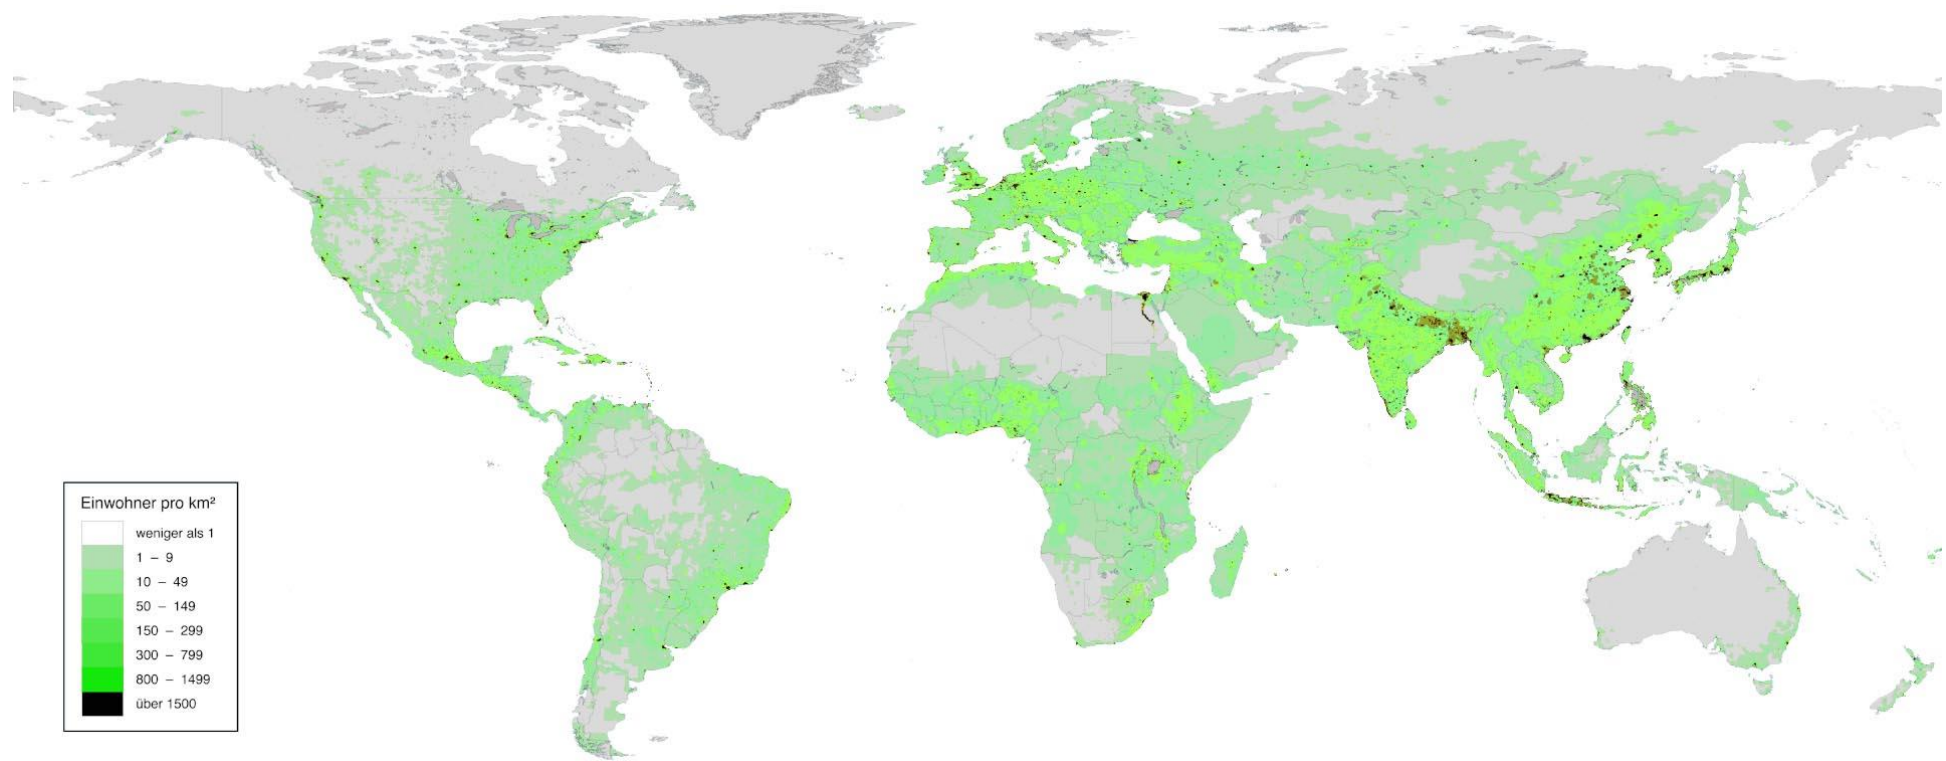 Einwohner pro km²
weniger als 1
1 – 9
10 – 49
50 – 149
150 – 299
300 – 799
800 – 1499
über 1500